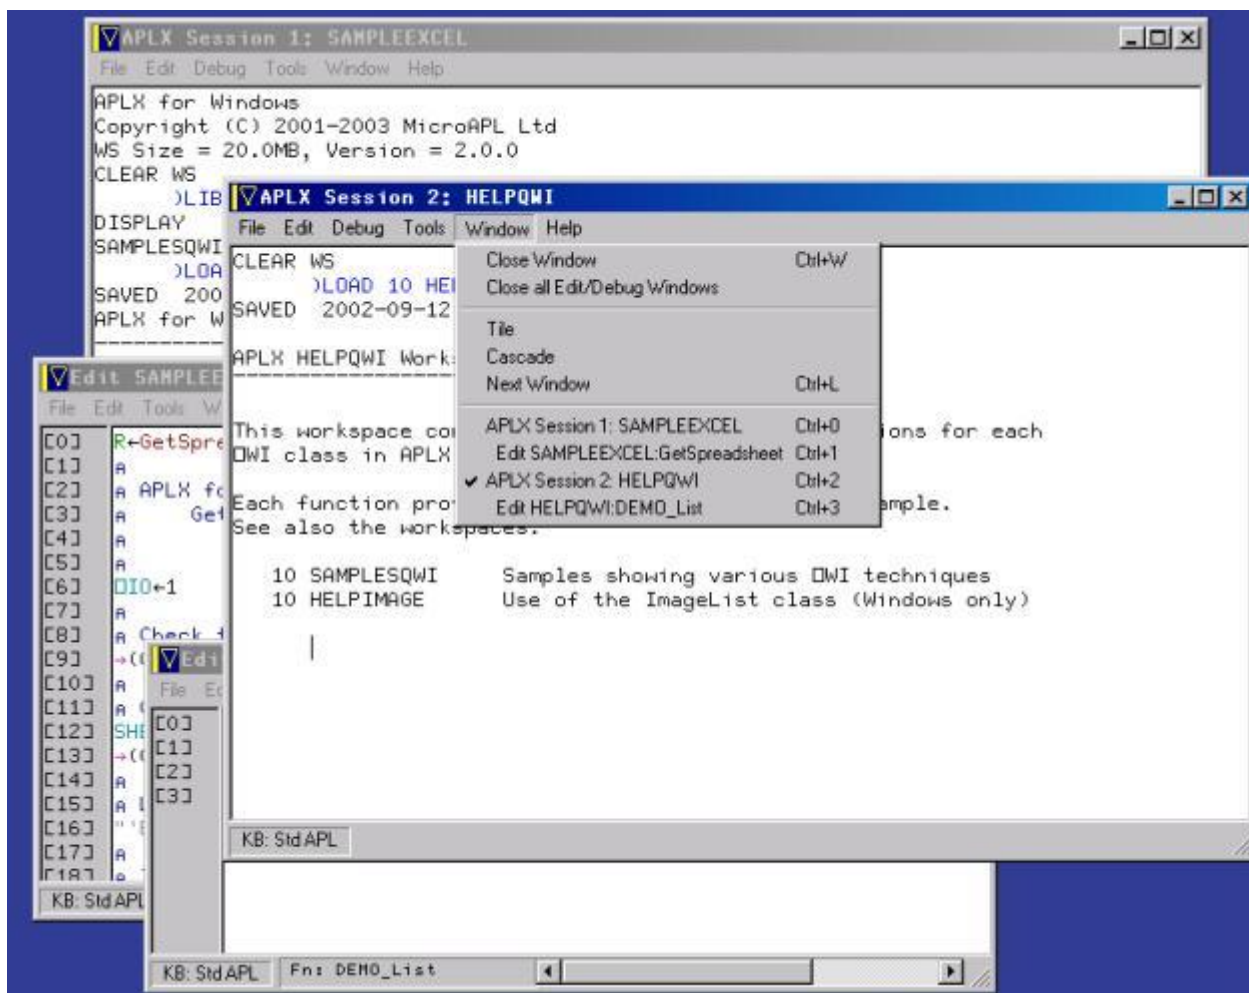 APLX Session 1: SAMPLEEXCEL
File Edit Debug Tools Window Help
APLX for Windows
Copyright (C) 2001-2003 MicroAPL Ltd
WS Size = 20.0MB, Version = 2.0.0
CLEAR WS
)LIB
DISPLAY
SAMPLESQWI
)LOA
SAVED 200
APLX for W
APLX Session 2: HELPQWI
File Edit Debug Tools Window Help
CLEAR WS
)LOAD 10 HE
SAVED 2002-09-12
APLX HELPQWI Work
This workspace co
ions for each
⎕WI class in APLX
Each function pro
ample.
See also the workspaces:
10 SAMPLESQWI Samples showing various ⎕WI techniques
10 HELPIMAGE Use of the ImageList class (Windows only)
KB: Std APL
Close Window Ctrl+W
Close all Edit/Debug Windows
Tile
Cascade
Next Window Ctrl+L
APLX Session 1: SAMPLEEXCEL Ctrl+0
Edit SAMPLEEXCEL:GetSpreadsheet Ctrl+1
✔ APLX Session 2: HELPQWI Ctrl+2
Edit HELPQWI:DEMO_List Ctrl+3
Edit SAMPLEE
File Edit Tools W
[0] R←GetSpre
[1] ⍝
[2] ⍝ APLX fo
[3] ⍝ Get
[4] ⍝
[5] ⍝
[6] ⎕IO←1
[7] ⍝
[8] ⍝ Check i
[9] →((
[10] ⍝
[11] ⍝
[12] SHE
[13] →((
[14] ⍝
[15] ⍝
[16] "'E
[17] ⍝
[18] ⍝
KB: Std APL
Edi
File Ed
[0]
[1]
[2]
[3]
KB: Std APL Fn: DEMO_List